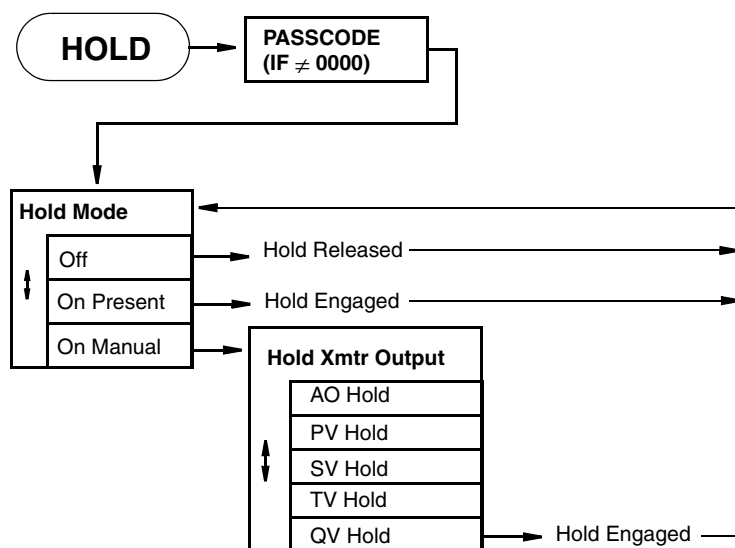 HOLD
PASSCODE
(IF ≠ 0000)
Hold Mode
Off
Hold Released
On Present
Hold Engaged
On Manual
Hold Xmtr Output
AO Hold
PV Hold
SV Hold
TV Hold
QV Hold
Hold Engaged